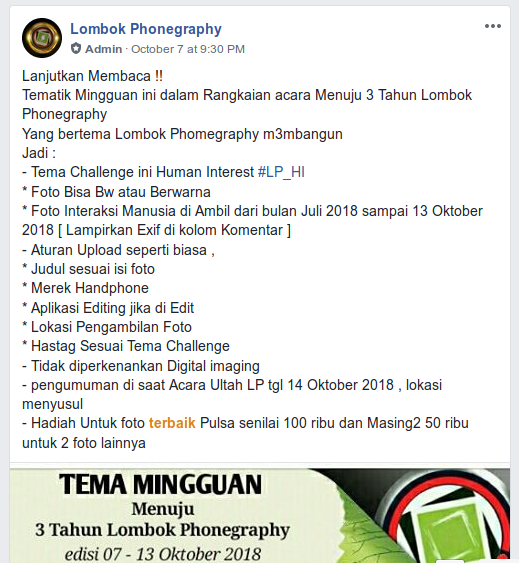 Lombok Phonegraphy
Admin · October 7 at 9:30 PM
Lanjutkan Membaca !!
Tematik Mingguan ini dalam Rangkaian acara Menuju 3 Tahun Lombok
Phonegraphy
Yang bertema Lombok Phomegraphy m3mbangun
Jadi :
- Tema Challenge ini Human Interest #LP_HI
* Foto Bisa Bw atau Berwarna
* Foto Interaksi Manusia di Ambil dari bulan Juli 2018 sampai 13 Oktober
2018 [ Lampirkan Exif di kolom Komentar ]
- Aturan Upload seperti biasa ,
* Judul sesuai isi foto
* Merek Handphone
* Aplikasi Editing jika di Edit
* Lokasi Pengambilan Foto
* Hastag Sesuai Tema Challenge
- Tidak diperkenankan Digital imaging
- pengumuman di saat Acara Ultah LP tgl 14 Oktober 2018 , lokasi
menyusul
- Hadiah Untuk foto terbaik Pulsa senilai 100 ribu dan Masing2 50 ribu
untuk 2 foto lainnya
TEMA MINGGUAN
Menuju
3 Tahun Lombok Phonegraphy
edisi 07 - 13 Oktober 2018